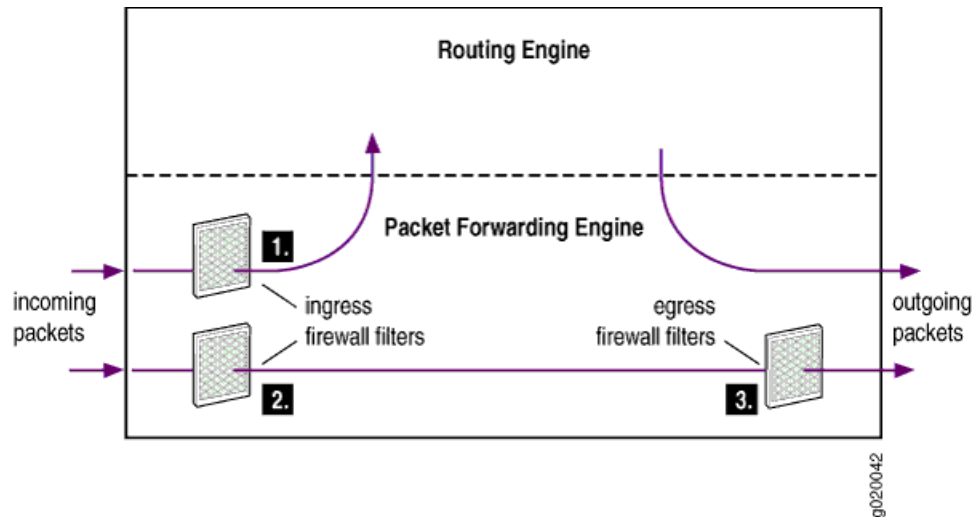 Routing Engine
Packet Forwarding Engine
1.
incoming
packets
ingress
firewall filters
egress
firewall filters
outgoing
packets
2.
3.
g020042